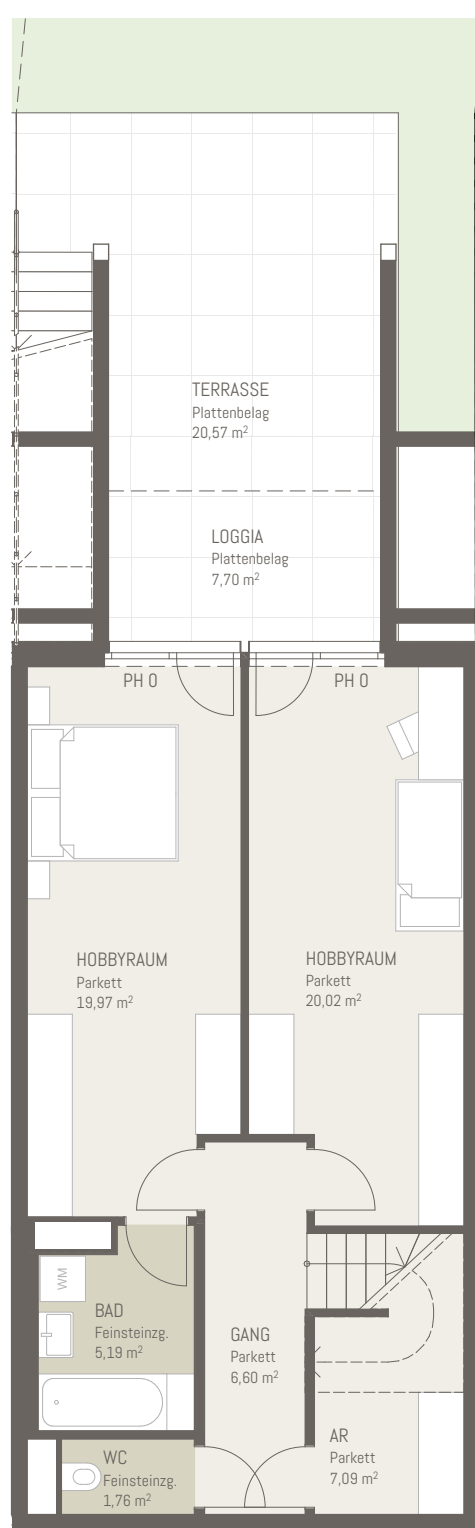 TERRASSE
Plattenbelag
20,57 m²
LOGGIA
Plattenbelag
7,70 m²
PH 0
PH 0
HOBBYRAUM
Parkett
19,97 m²
HOBBYRAUM
Parkett
20,02 m²
WM
BAD
Feinsteinzg.
5,19 m²
GANG
Parkett
6,60 m²
AR
Parkett
7,09 m²
WC
Feinsteinzg.
1,76 m²